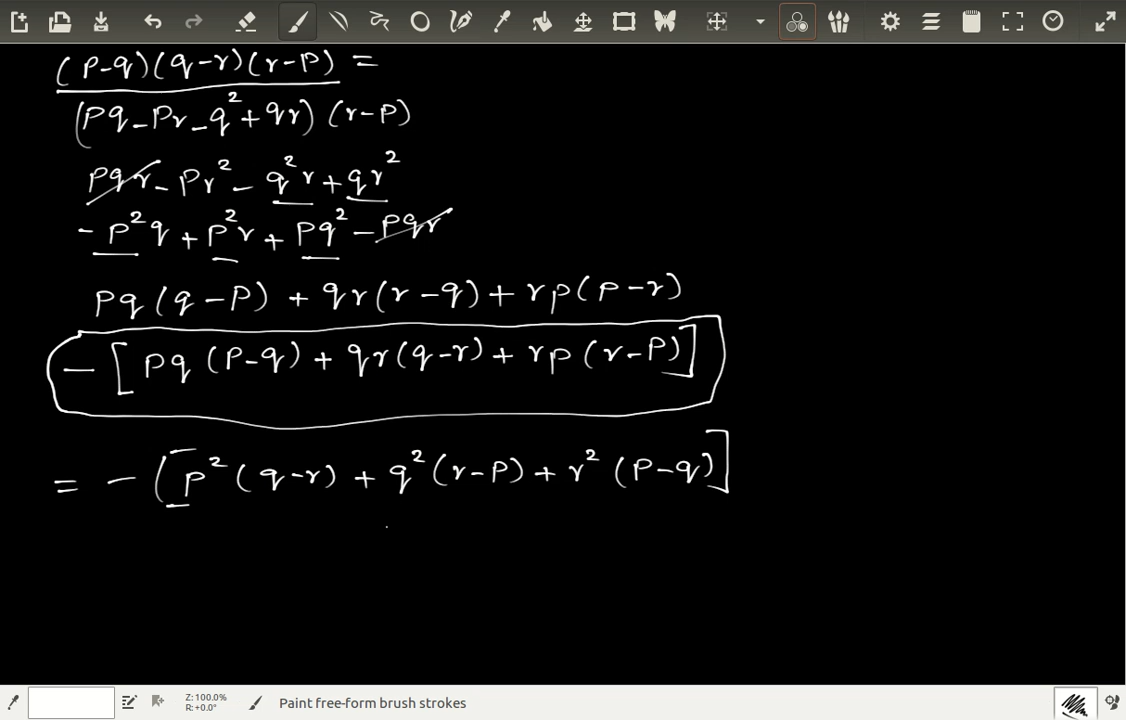 (p-q)(q-r)(r-p) =
(pq-pr-q²+qr)(r-p)
pqr-pr²-q²r+qr²
-p²q+p²r+pq²-pqr
pq(q-p)+qr(r-q)+rp(p-r)
-[pq(p-q)+qr(q-r)+rp(r-p)]
= -([p²(q-r)+q²(r-p)+r²(p-q)]
Z:100.0%
R:+0.0° Paint free-form brush strokes